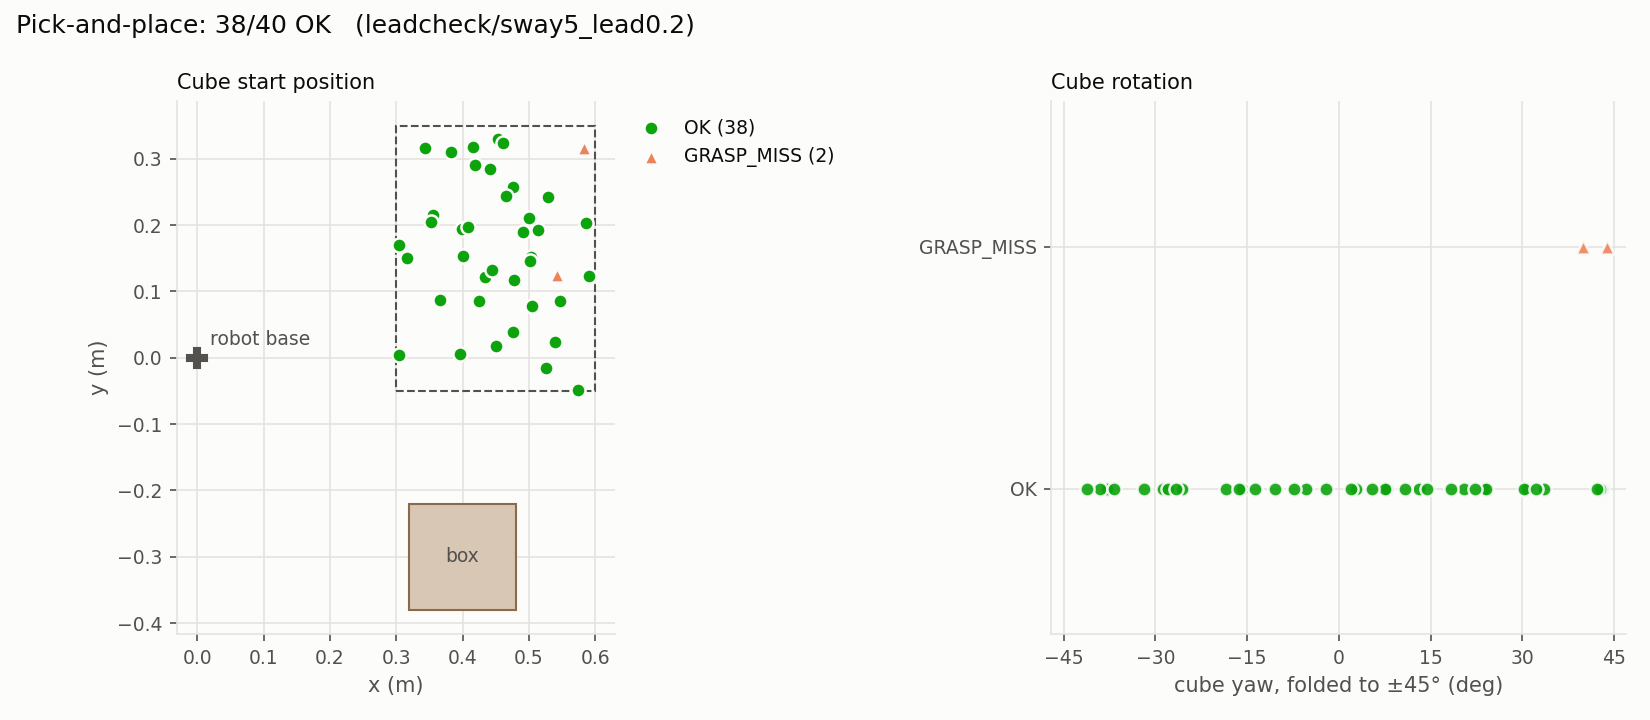 Pick-and-place: 38/40 OK   (leadcheck/sway5_lead0.2)
Cube start position
OK (38)
GRASP_MISS (2)
robot base
box
0.3
0.2
0.1
0.0
−0.1
−0.2
−0.3
−0.4
y (m)
0.0 0.1 0.2 0.3 0.4 0.5 0.6
x (m)
Cube rotation
GRASP_MISS
OK
−45 −30 −15 0 15 30 45
cube yaw, folded to ±45° (deg)